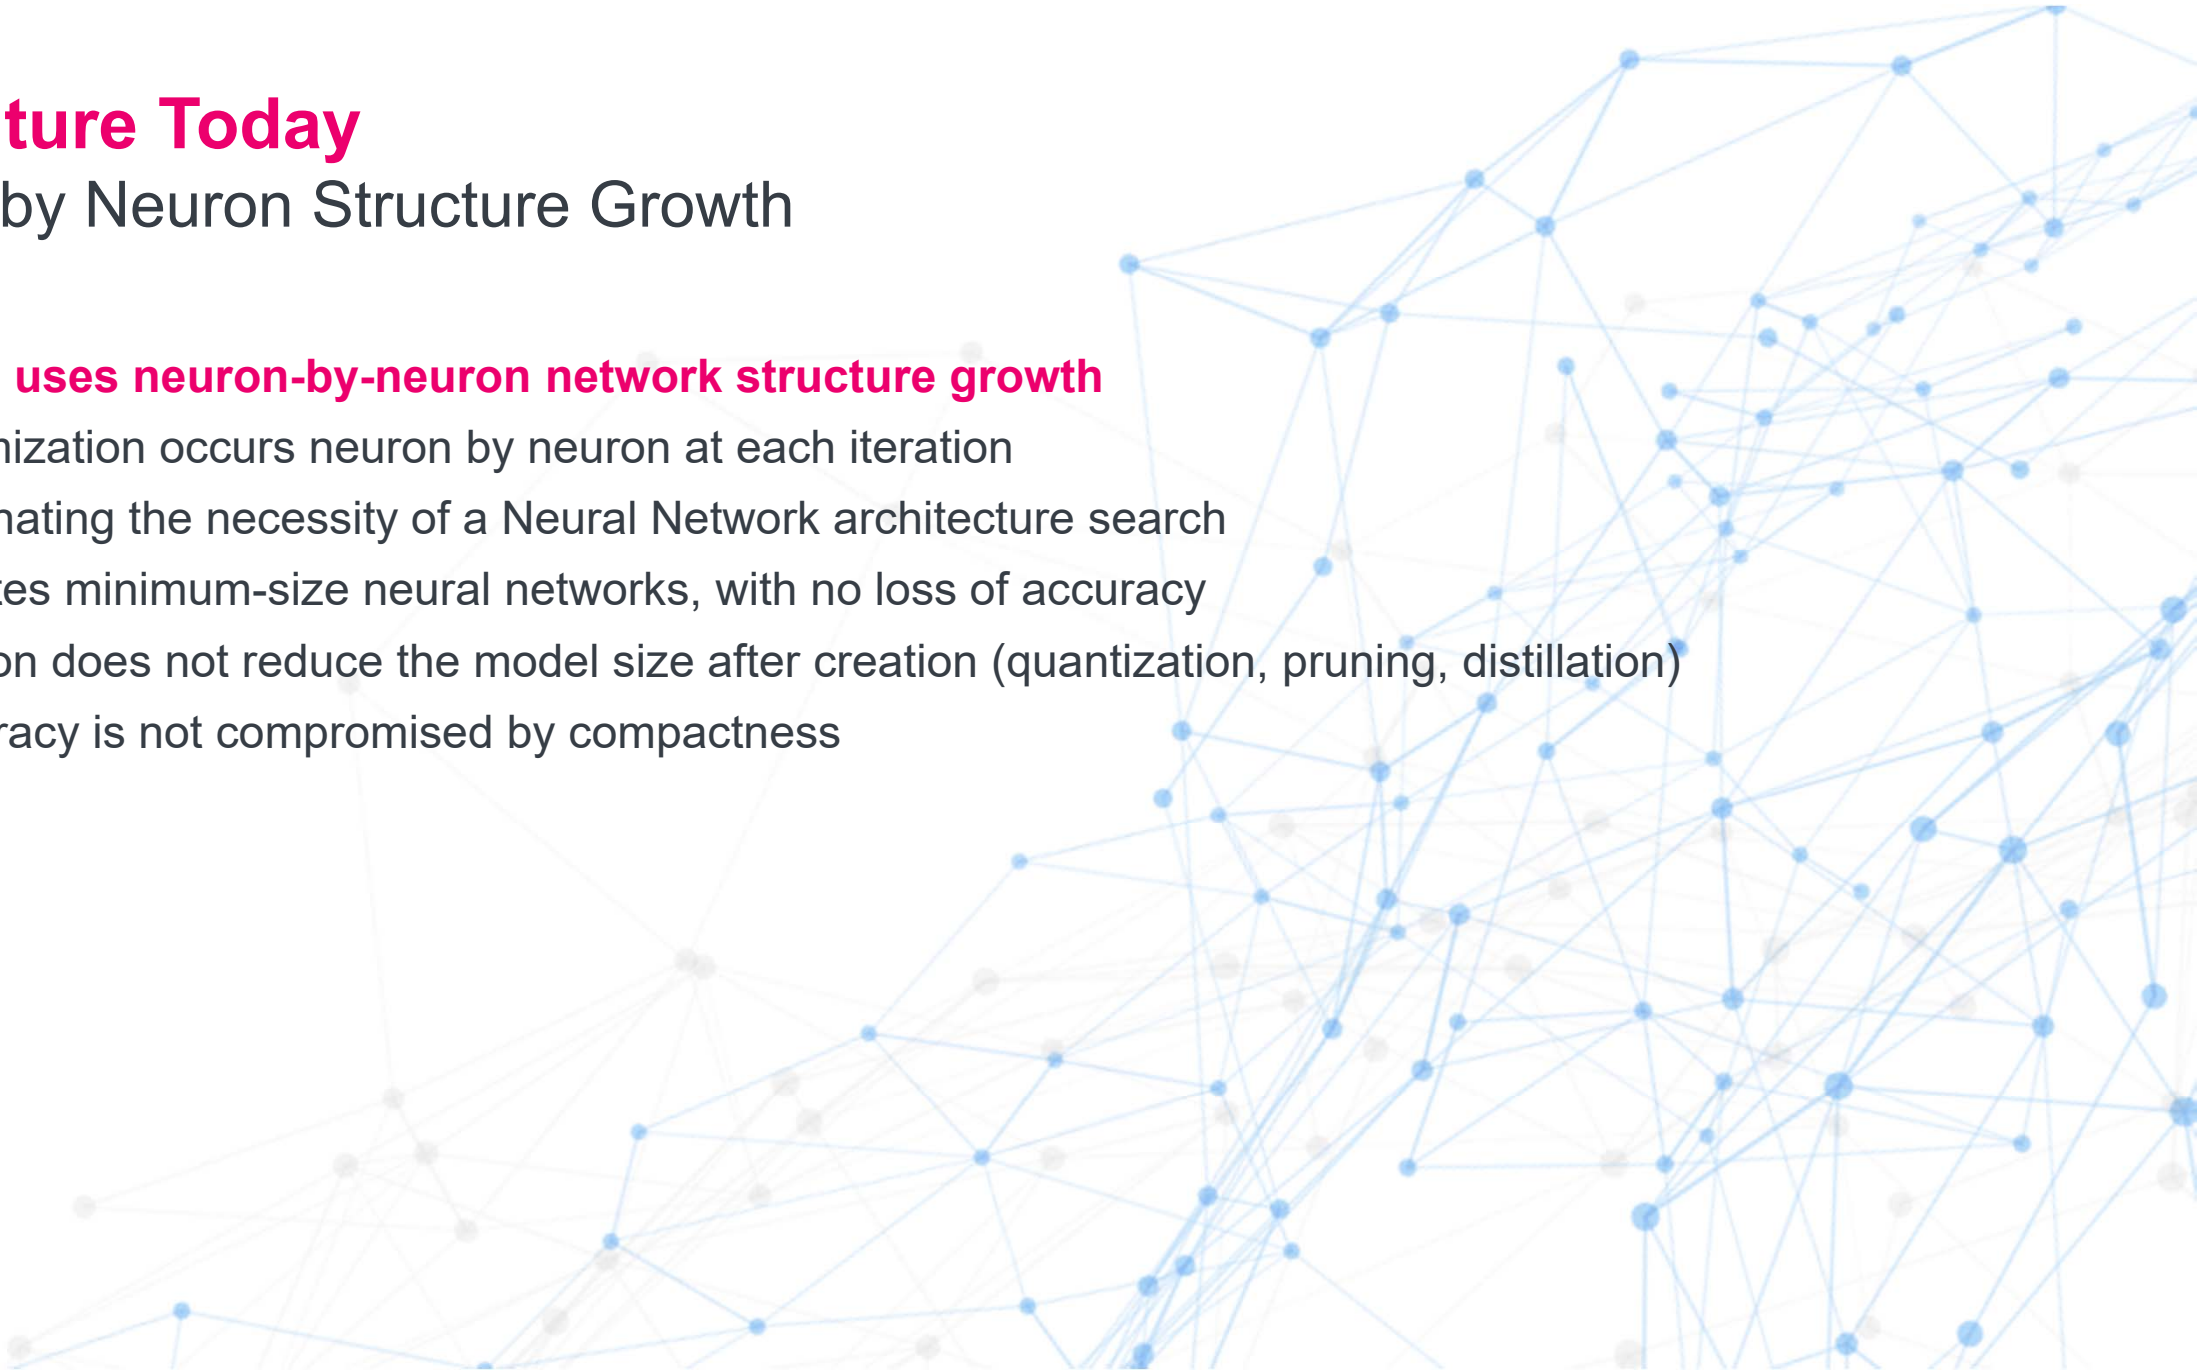 ture Today
by Neuron Structure Growth
uses neuron-by-neuron network structure growth
nization occurs neuron by neuron at each iteration
nating the necessity of a Neural Network architecture search
tes minimum-size neural networks, with no loss of accuracy
on does not reduce the model size after creation (quantization, pruning, distillation)
racy is not compromised by compactness